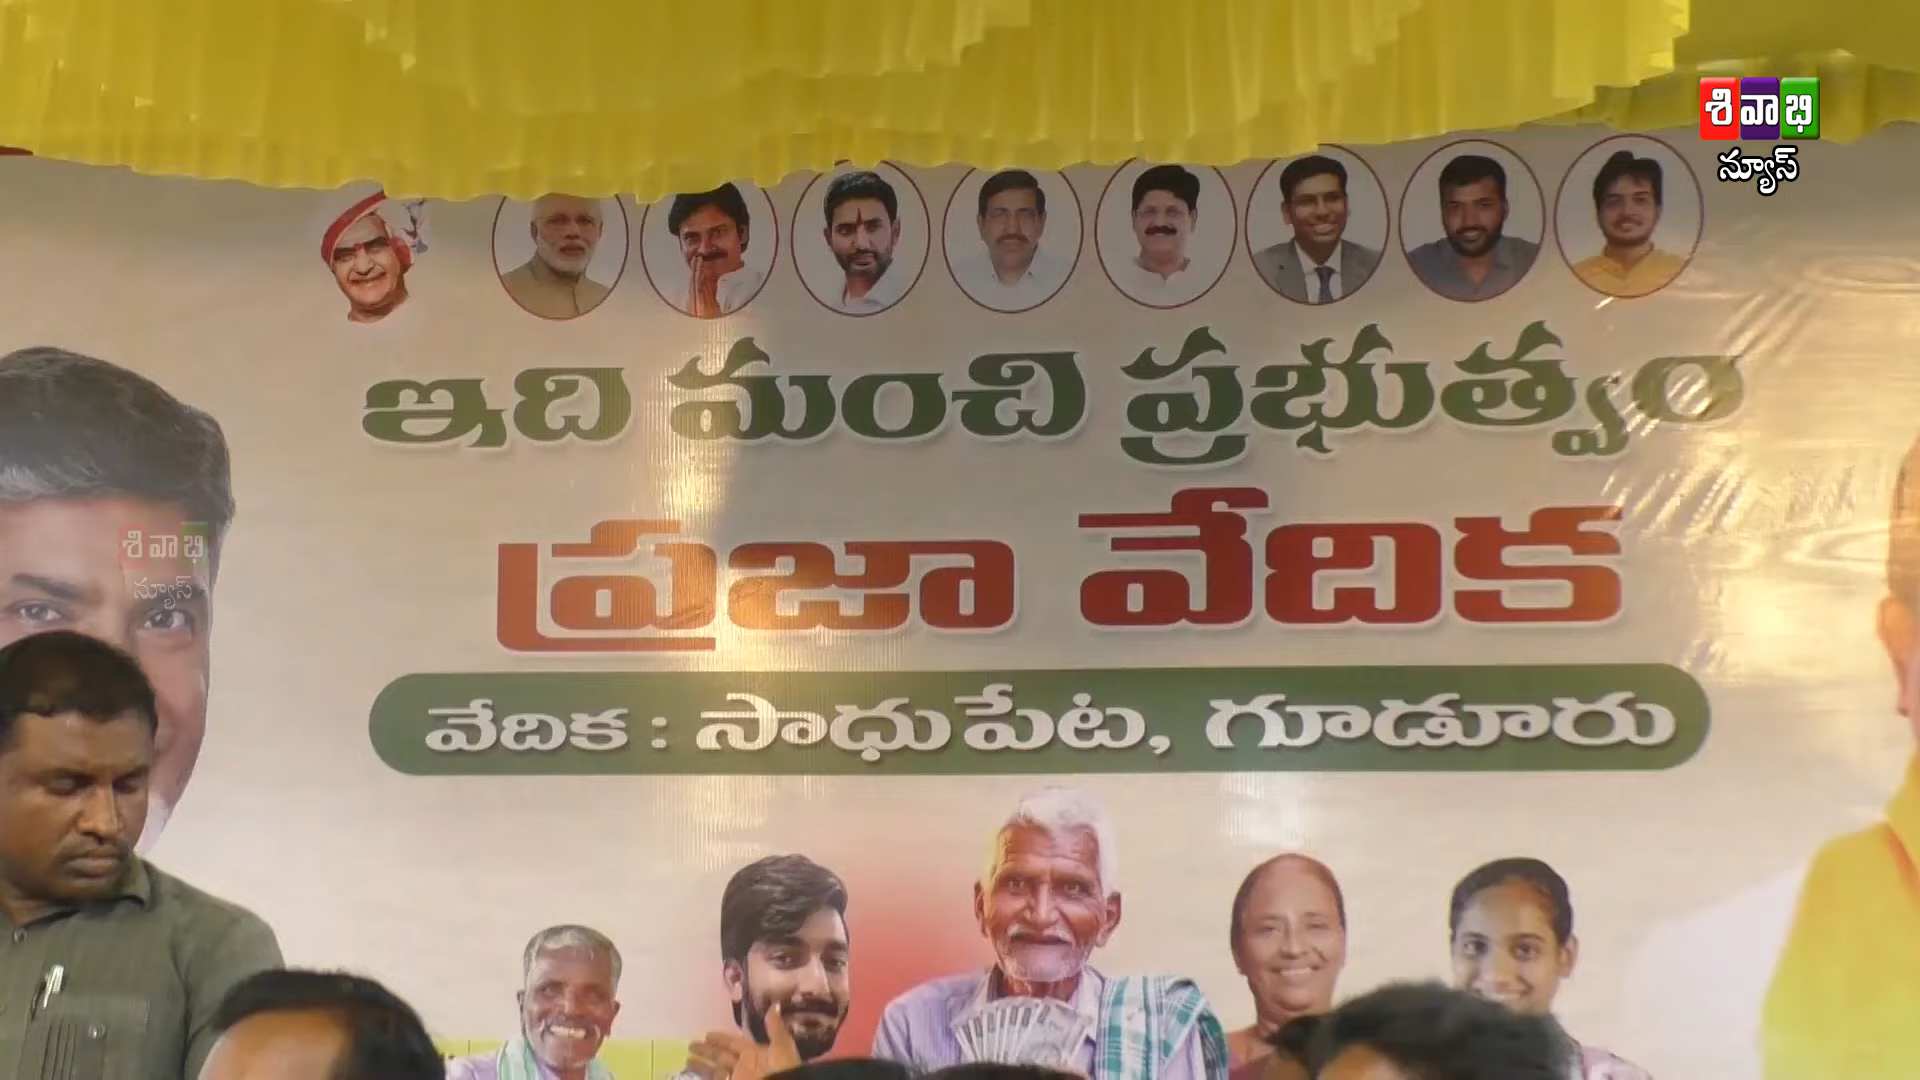 శివాభి
న్యూస్
ఇది మంచి ప్రభుత్వం
ప్రజా వేదిక
వేదిక : సాధుపేట, గూడూరు
శివాభి
న్యూస్